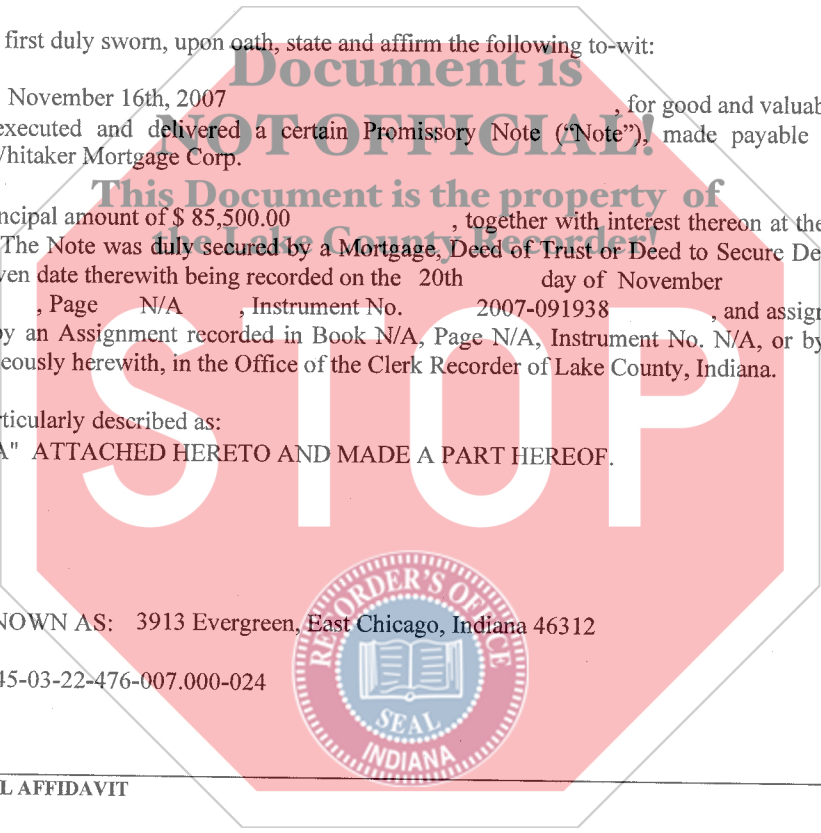 first duly sworn, upon oath, state and affirm the following to-wit:
Document is
November 16th, 2007 , for good and valuab
NOT OFFICIAL!
executed and delivered a certain Promissory Note (“Note”), made payable
Whitaker Mortgage Corp.
This Document is the property of
ncipal amount of $ 85,500.00 , together with interest thereon at the
the Lake County Recorder!
The Note was duly secured by a Mortgage, Deed of Trust or Deed to Secure De
ven date therewith being recorded on the 20th day of November
, Page N/A , Instrument No. 2007-091938 , and assign
by an Assignment recorded in Book N/A, Page N/A, Instrument No. N/A, or by
eously herewith, in the Office of the Clerk Recorder of Lake County, Indiana.
STOP
rticularly described as:
A" ATTACHED HERETO AND MADE A PART HEREOF.
NOWN AS: 3913 Evergreen, East Chicago, Indiana 46312
RECORDER'S OFFICE
45-03-22-476-007.000-024
SEAL
INDIANA
L AFFIDAVIT